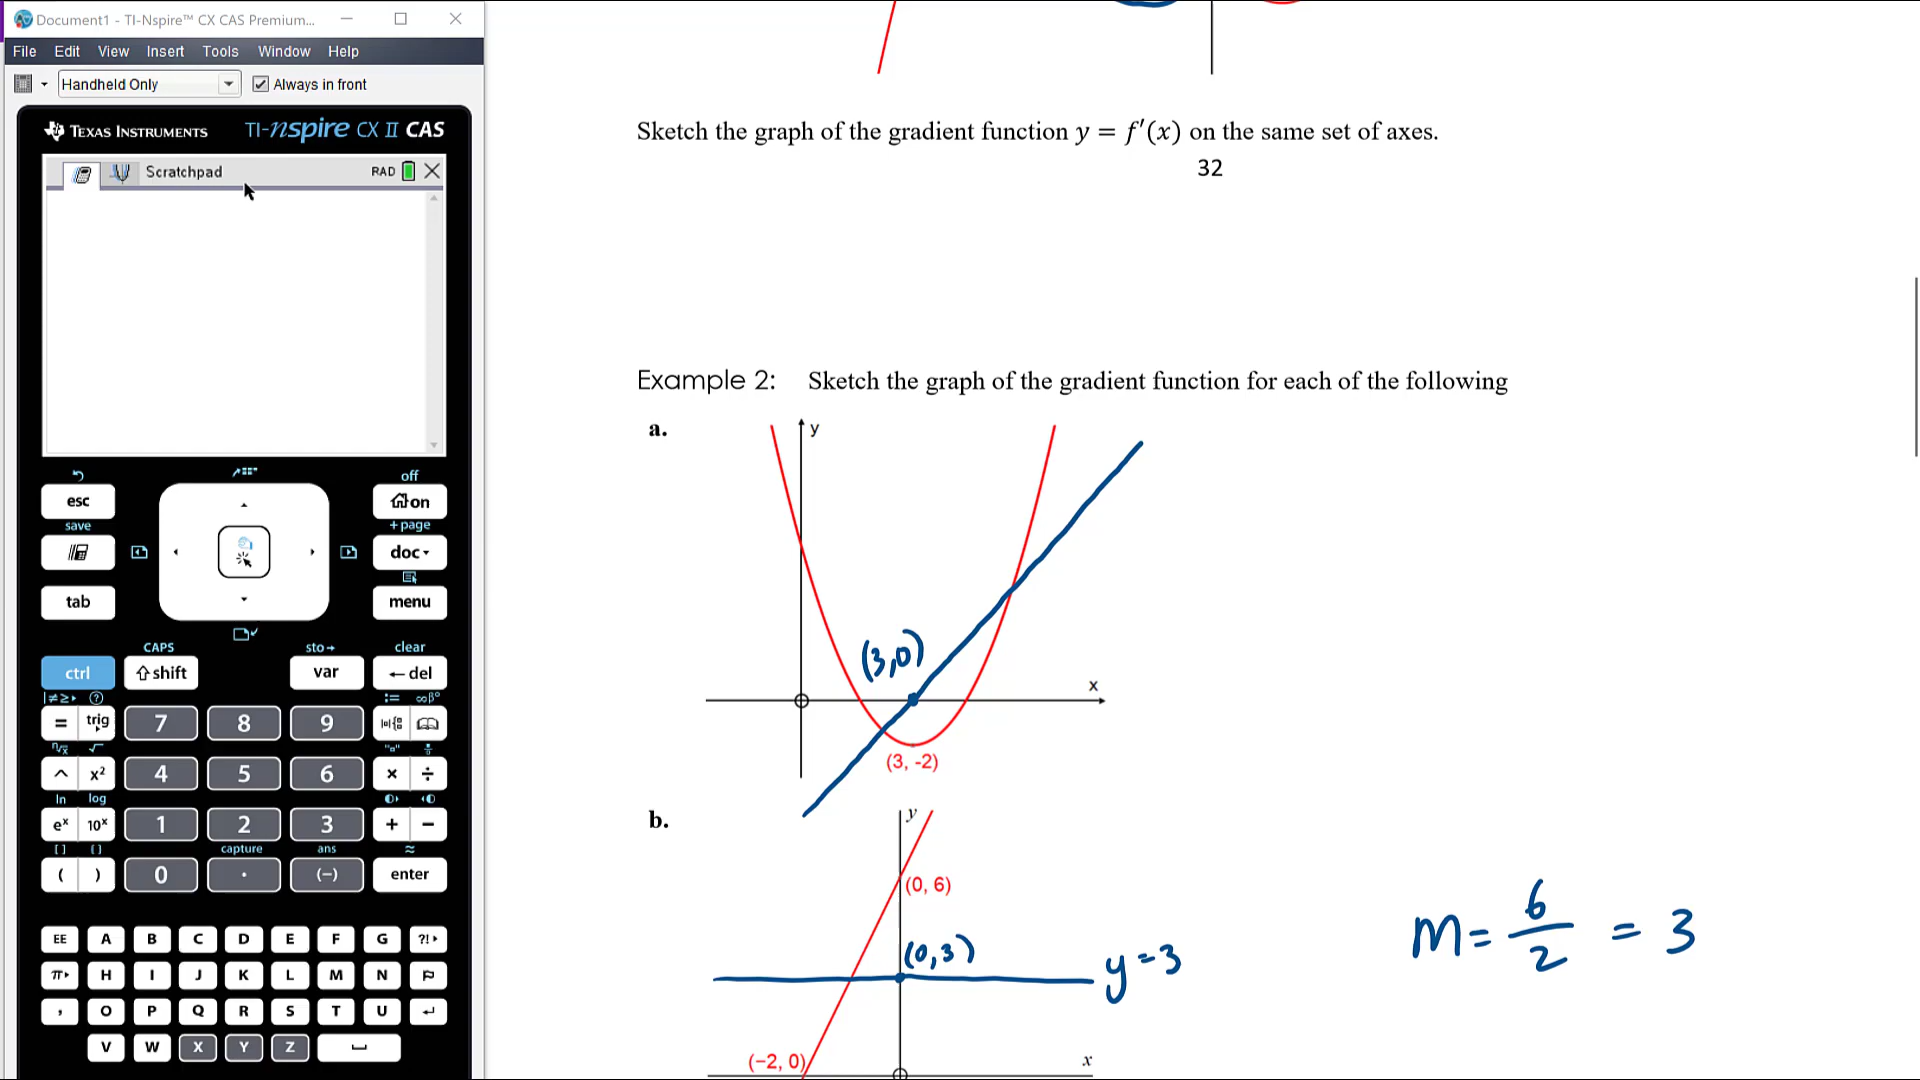 Document1 - TI-Nspire™ CX CAS Premium...
File Edit View Insert Tools Window Help
Handheld Only
Always in front
TEXAS INSTRUMENTS TI-nspire CX II CAS
Scratchpad RAD
off
esc on
save + page
doc
tab menu
CAPS sto→ clear
ctrl ⇧shift var ←del
|≠≥▸ ? := ∞β°
= trig 7 8 9
ⁿ√x √ "□" 
^ x² 4 5 6 × ÷
ln log
eˣ 10ˣ 1 2 3 + −
[ ] { } capture ans ≈
( ) 0 . (−) enter
EE A B C D E F G ?!▸
π▸ H I J K L M N
, O P Q R S T U ↵
V W X Y Z
Sketch the graph of the gradient function y = f′(x) on the same set of axes.
32
Example 2: Sketch the graph of the gradient function for each of the following
a.
y
(3,0)
x
(3, -2)
b.
y
(0, 6)
(0,3)
y=3
m = 6/2 = 3
(−2, 0)
x